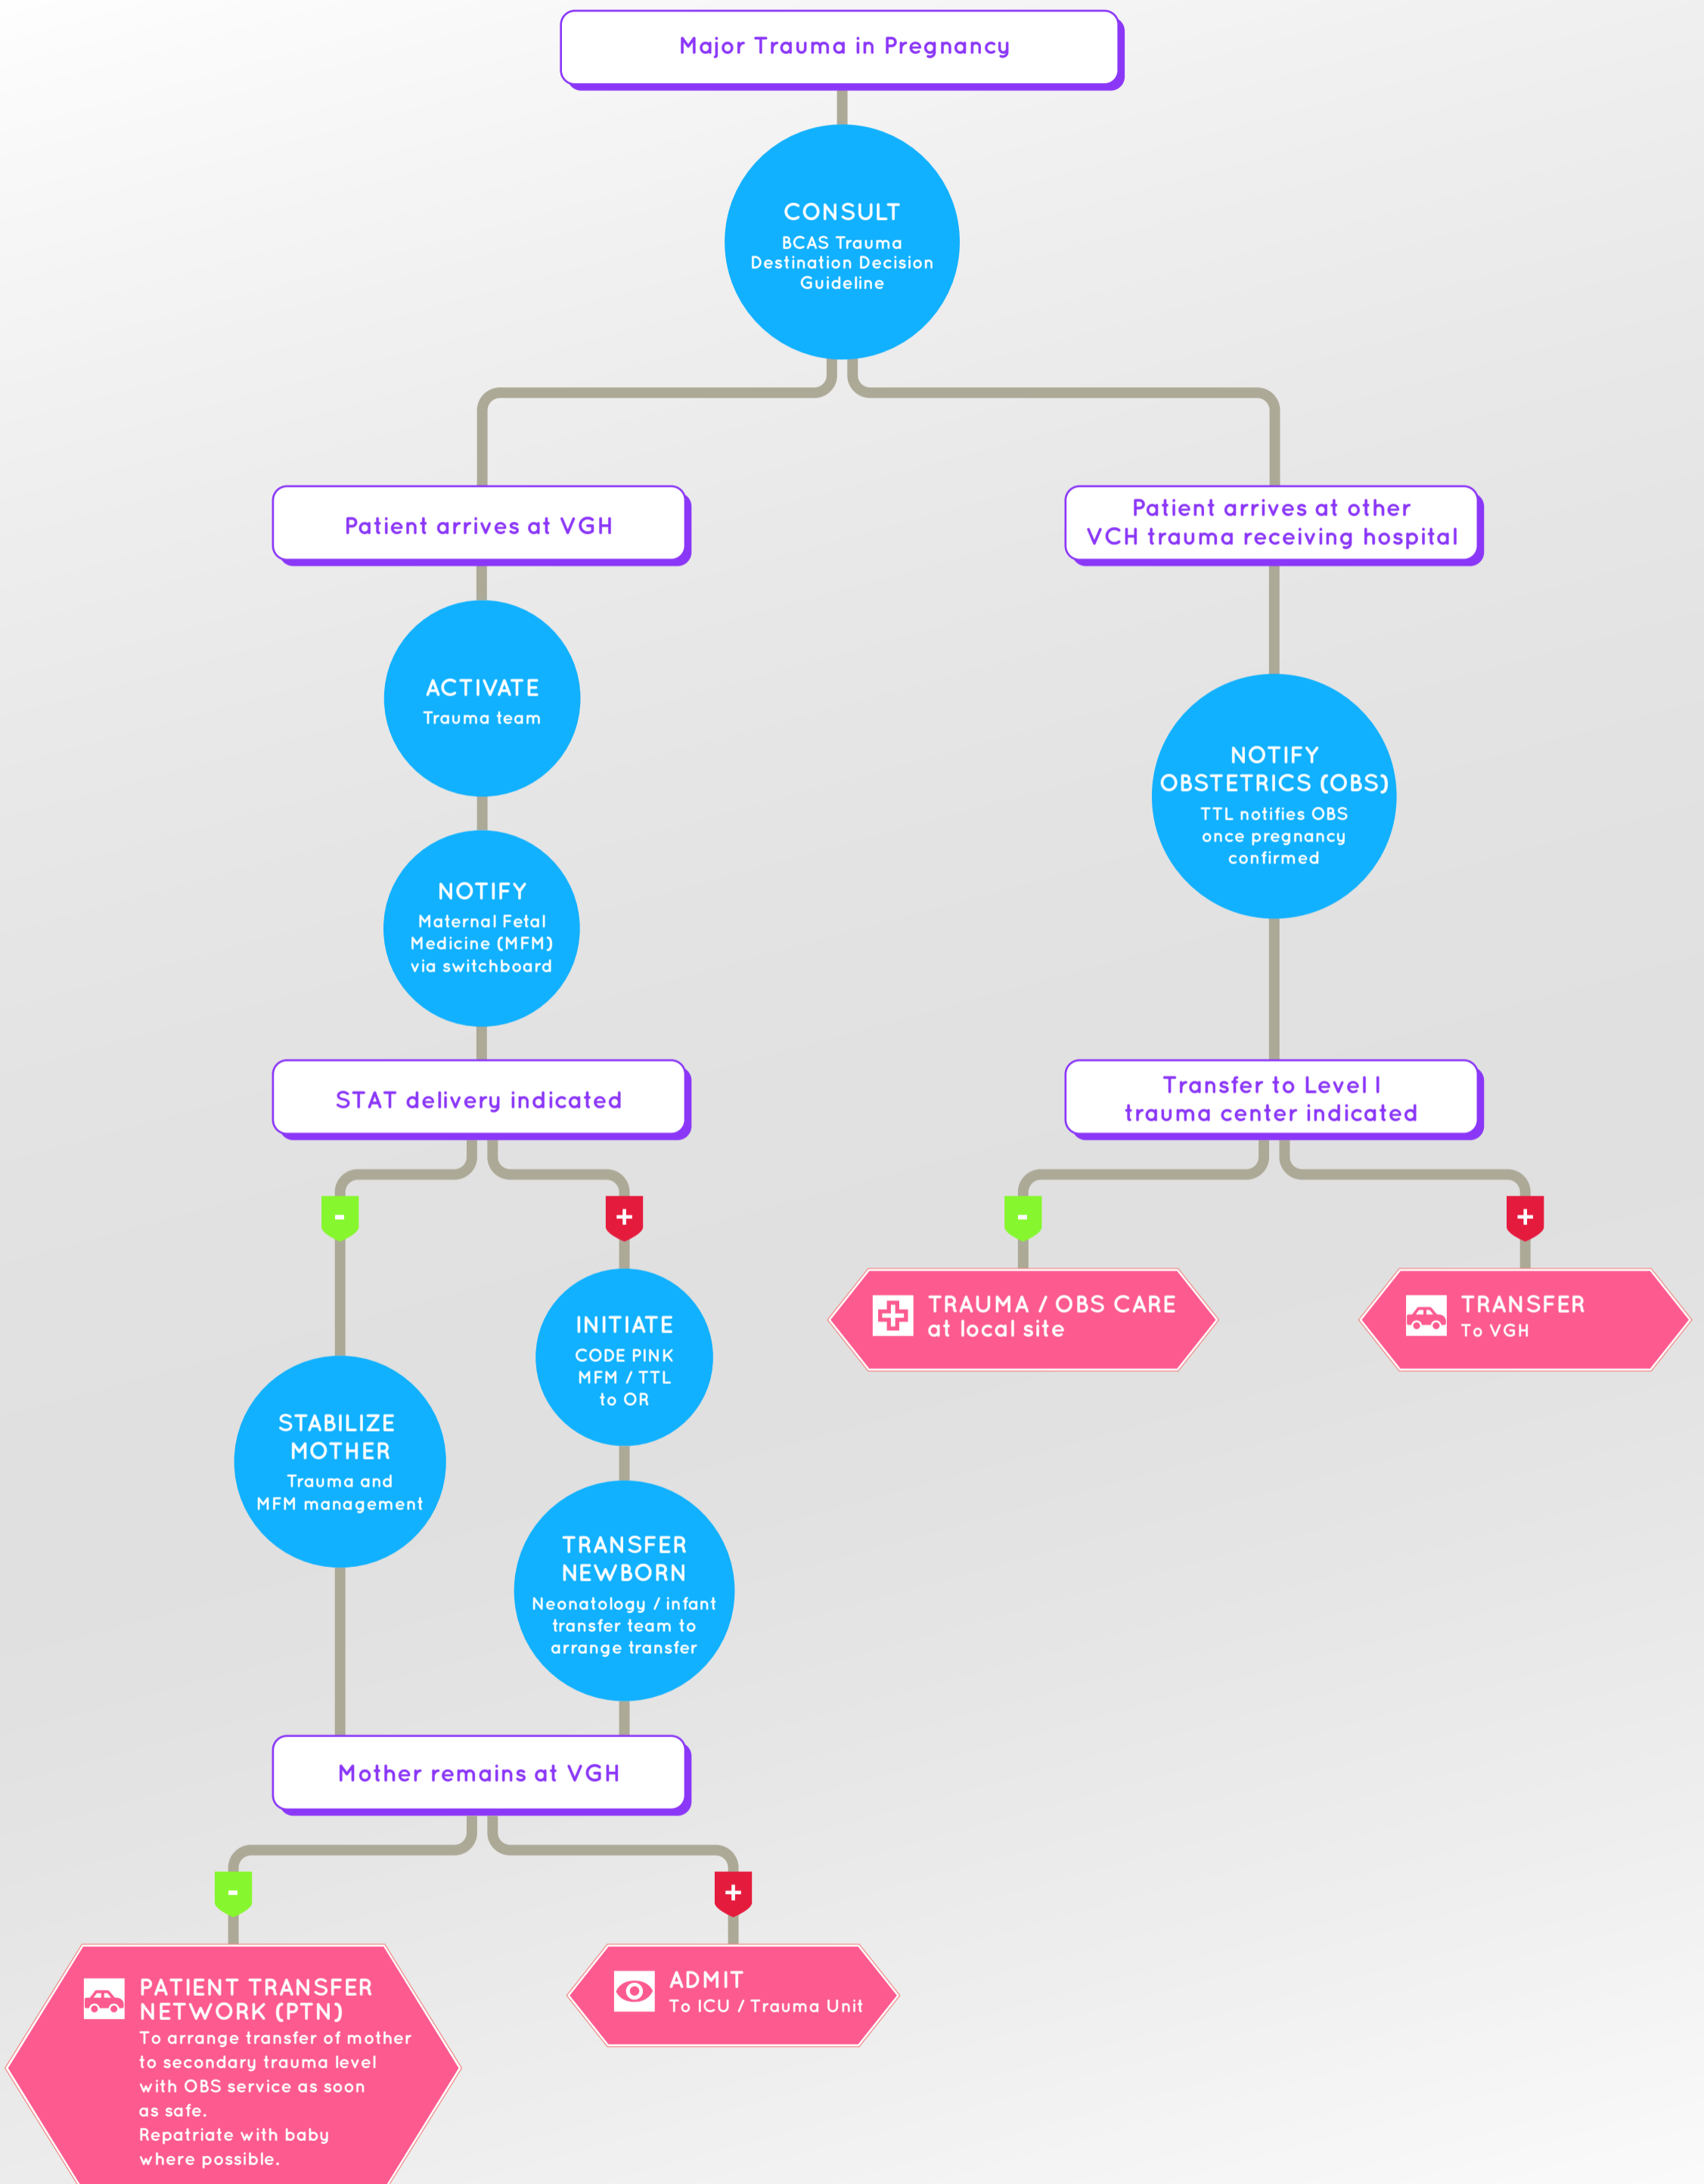 Major Trauma in Pregnancy
CONSULT
BCAS Trauma
Destination Decision
Guideline
Patient arrives at VGH
Patient arrives at other
VCH trauma receiving hospital
ACTIVATE
Trauma team
NOTIFY
Maternal Fetal
Medicine (MFM)
via switchboard
NOTIFY
OBSTETRICS (OBS)
TTL notifies OBS
once pregnancy
confirmed
STAT delivery indicated
Transfer to Level I
trauma center indicated
-
+
-
+
STABILIZE
MOTHER
Trauma and
MFM management
INITIATE
CODE PINK
MFM / TTL
to OR
TRANSFER
NEWBORN
Neonatology / infant
transfer team to
arrange transfer
TRAUMA / OBS CARE
at local site
TRANSFER
To VGH
Mother remains at VGH
-
+
PATIENT TRANSFER
NETWORK (PTN)
To arrange transfer of mother
to secondary trauma level
with OBS service as soon
as safe.
Repatriate with baby
where possible.
ADMIT
To ICU / Trauma Unit